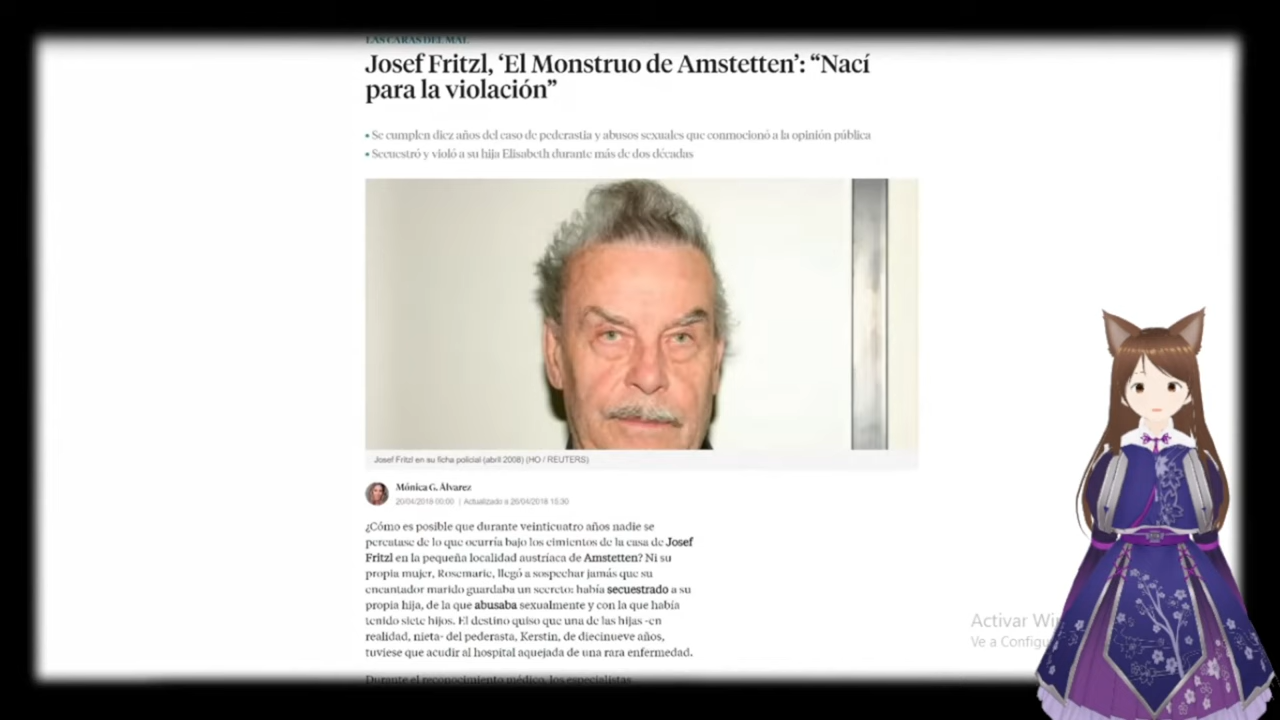 LAS CARAS DEL MAL
Josef Fritzl, ‘El Monstruo de Amstetten’: “Nací
para la violación”
• Se cumplen diez años del caso de pederastia y abusos sexuales que conmocionó a la opinión pública
• Secuestró y violó a su hija Elisabeth durante más de dos décadas
Josef Fritzl en su ficha policial (abril 2008) (HO / REUTERS)
Mónica G. Álvarez
20/04/2018 00:00 | Actualizado a 26/04/2018 15:30
¿Cómo es posible que durante veinticuatro años nadie se
percatase de lo que ocurría bajo los cimientos de la casa de Josef
Fritzl en la pequeña localidad austríaca de Amstetten? Ni su
propia mujer, Rosemarie, llegó a sospechar jamás que su
encantador marido guardaba un secreto: había secuestrado a su
propia hija, de la que abusaba sexualmente y con la que había
tenido siete hijos. El destino quiso que una de las hijas -en
realidad, nieta- del pederasta, Kerstin, de diecinueve años,
tuviese que acudir al hospital aquejada de una rara enfermedad.
Durante el reconocimiento médico, los especialistas
Activar Wi
Ve a Configu